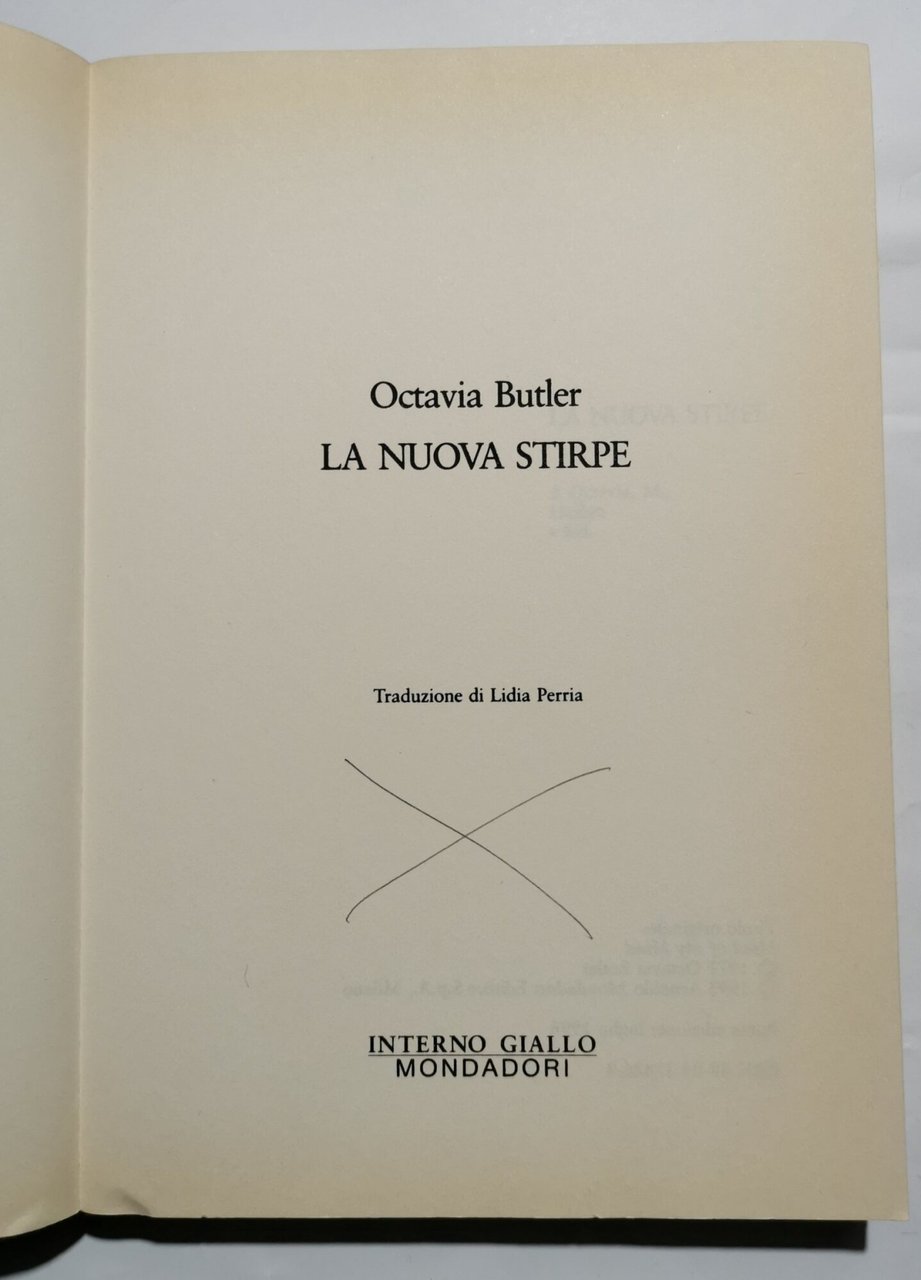 Octavia Butler
LA NUOVA STIRPE
Traduzione di Lidia Perria
INTERNO GIALLO
MONDADORI